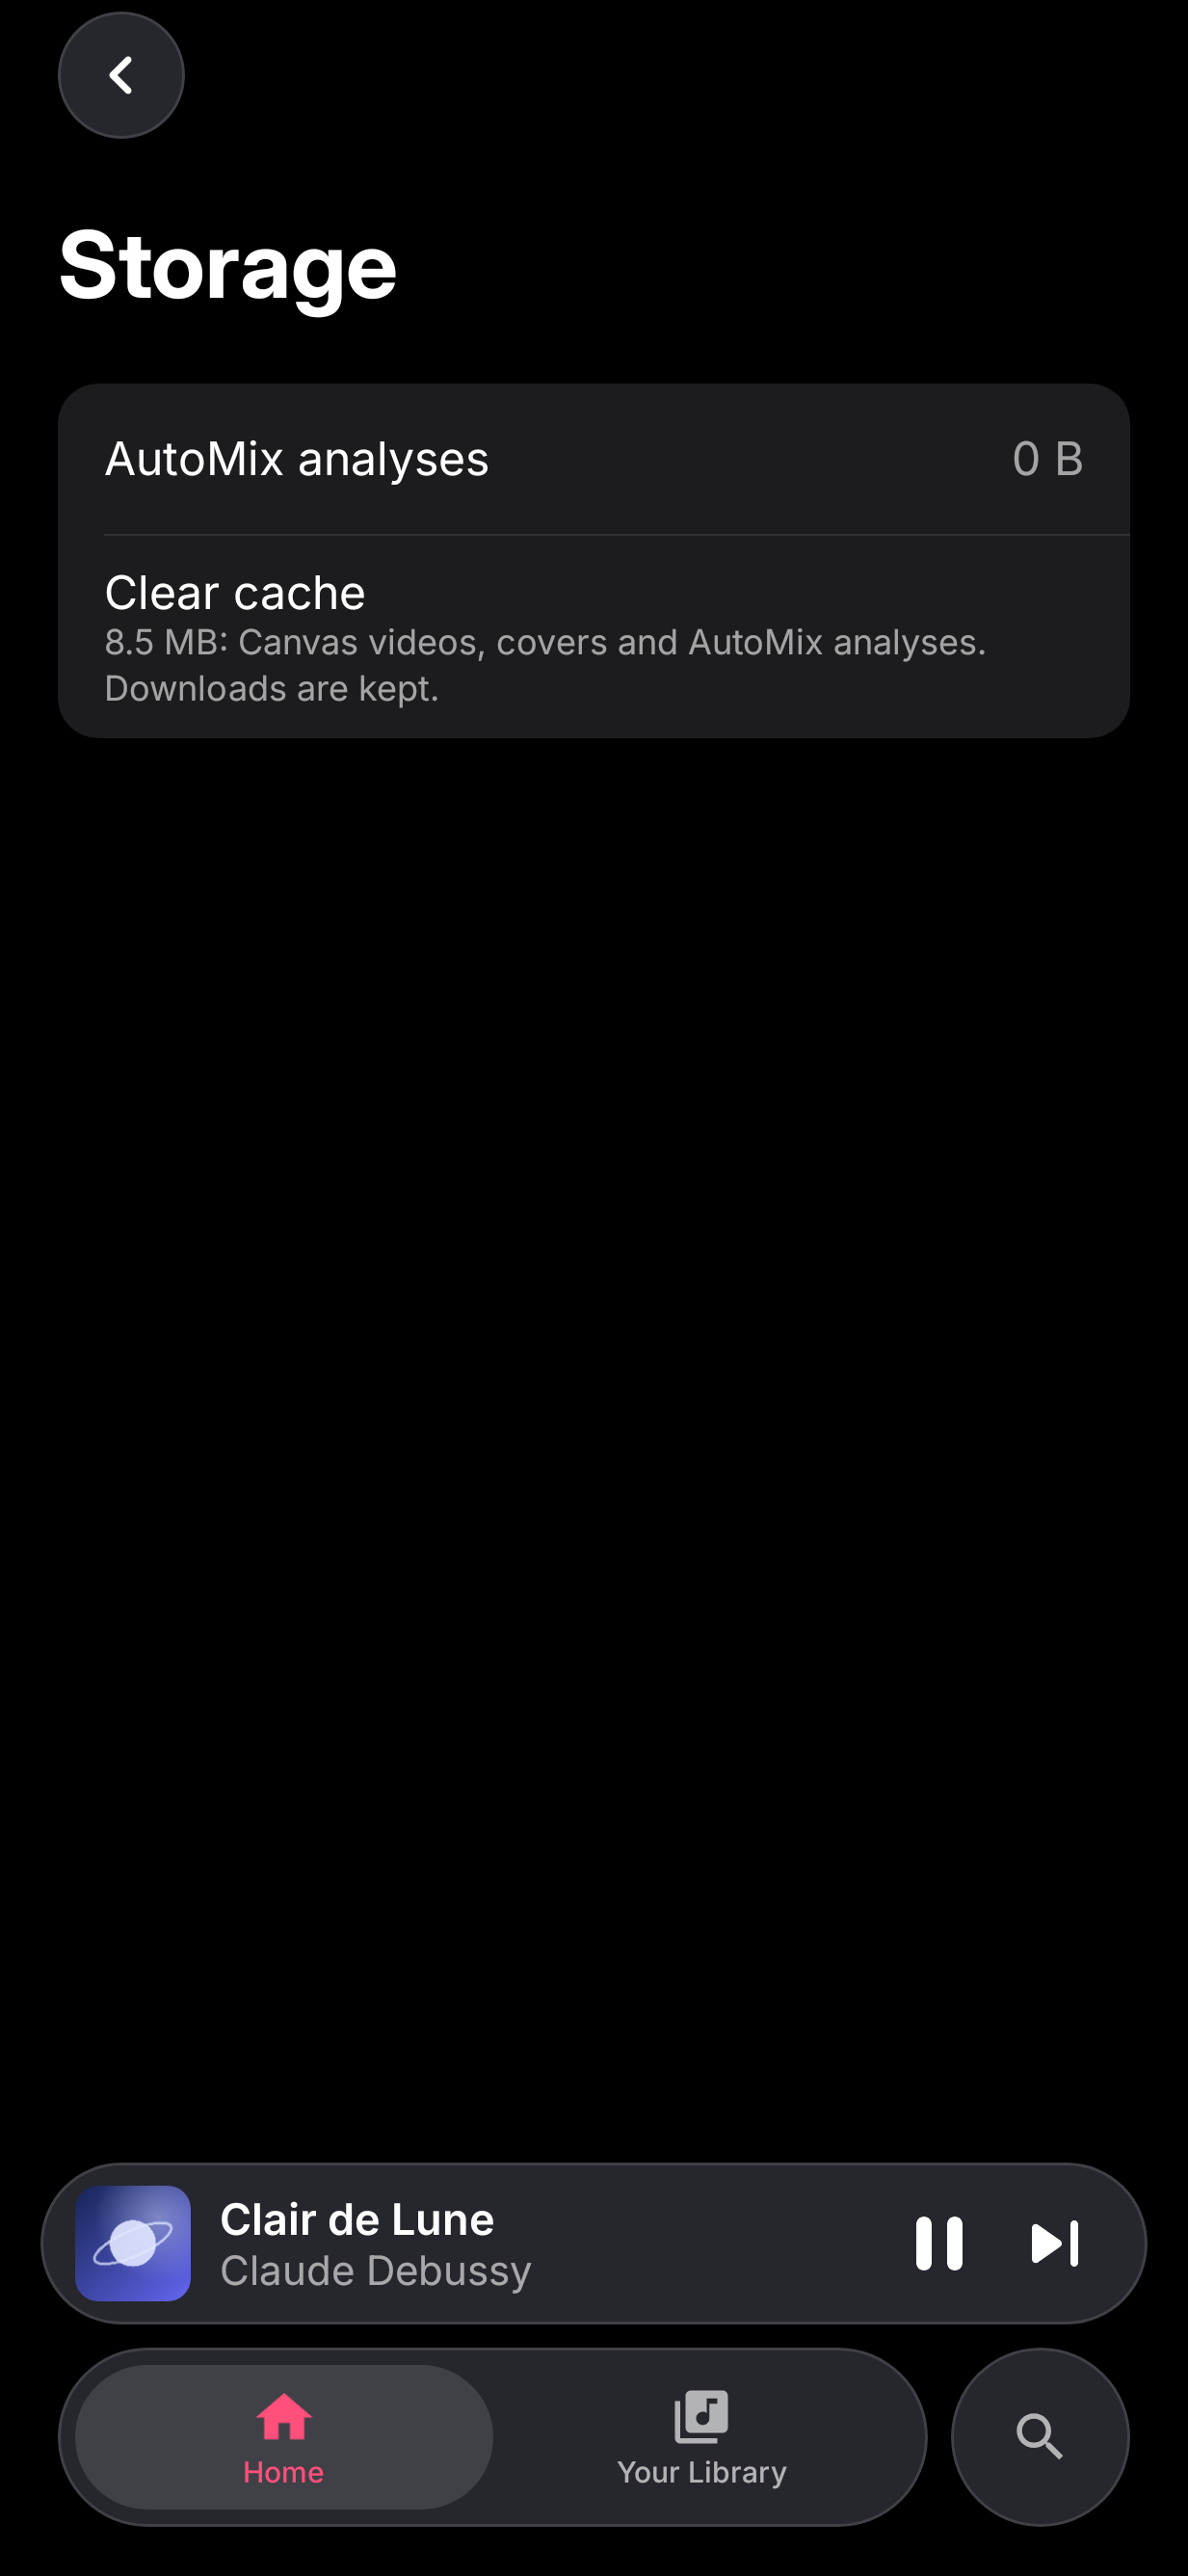 Storage
AutoMix analyses
0 B
Clear cache
8.5 MB: Canvas videos, covers and AutoMix analyses.
Downloads are kept.
Clair de Lune
Claude Debussy
Home
Your Library